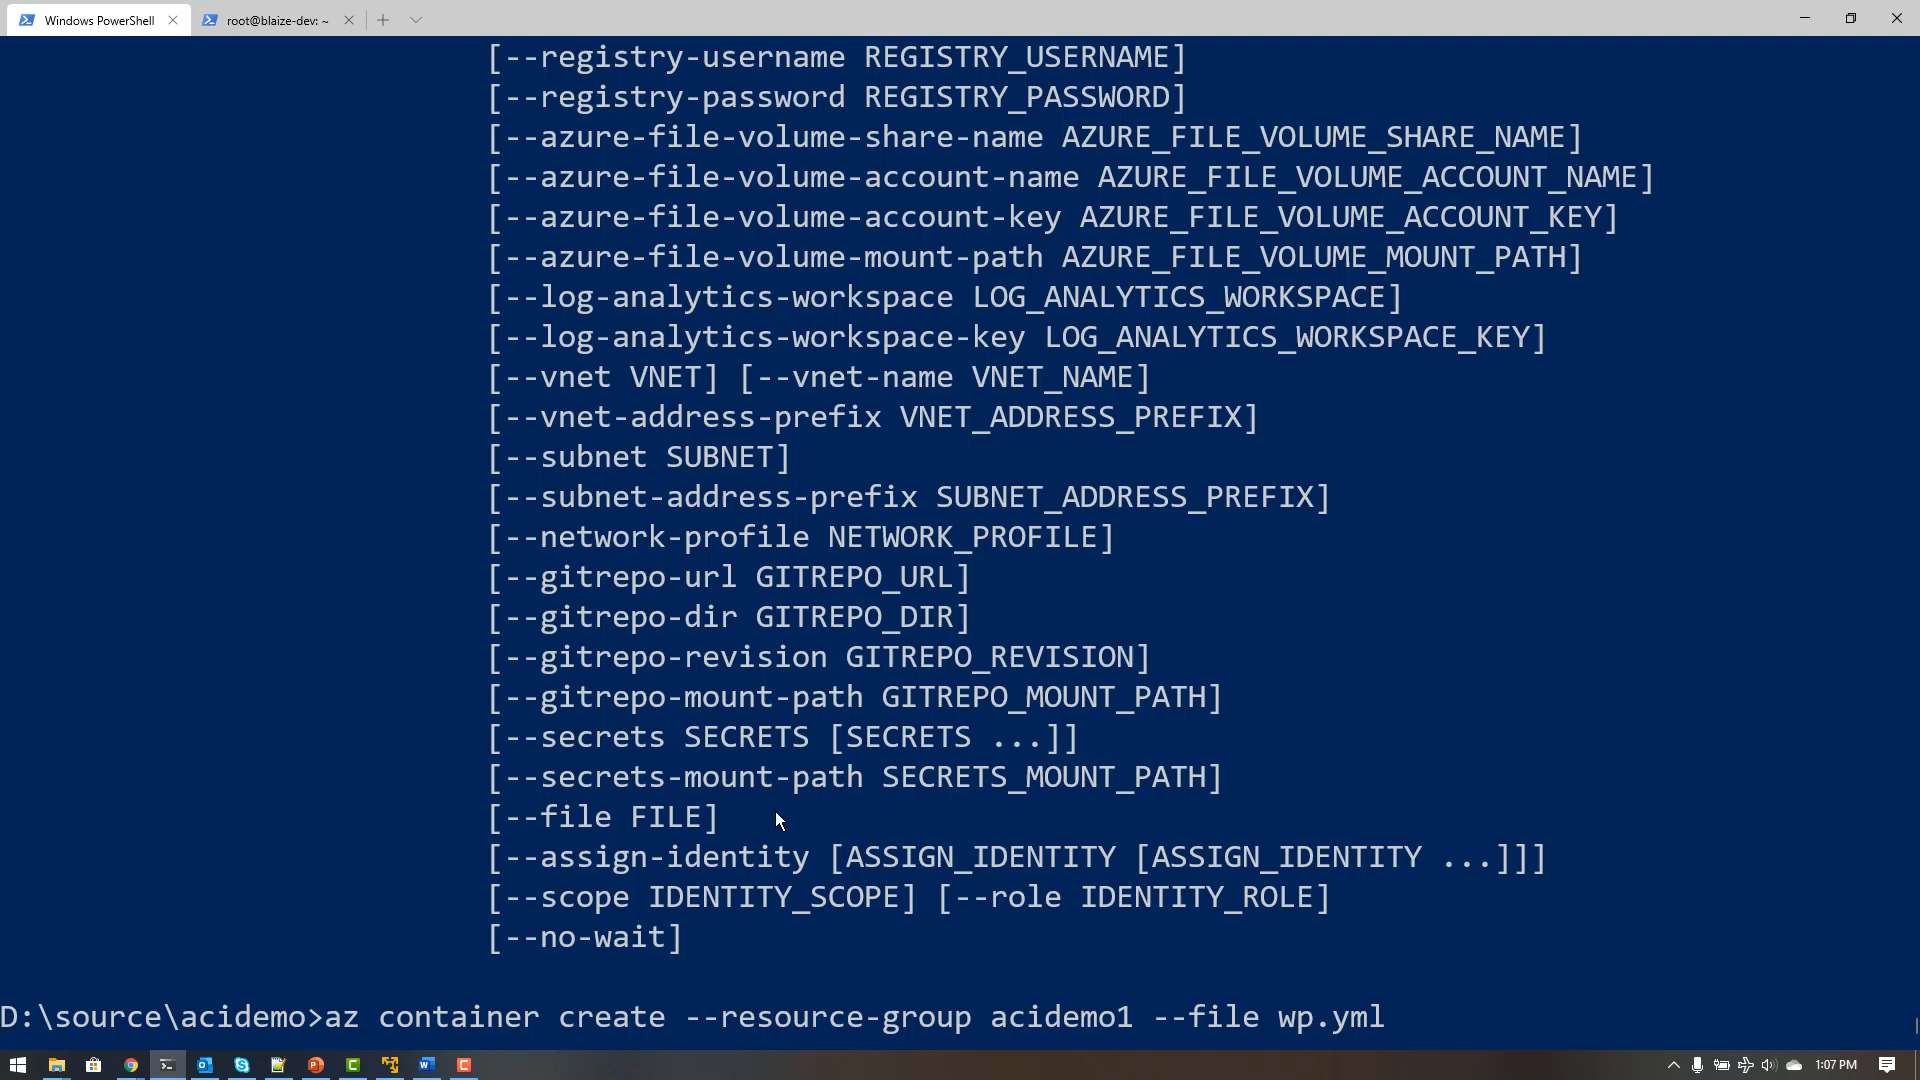 Windows PowerShell
root@blaize-dev: ~
[--registry-username REGISTRY_USERNAME]
[--registry-password REGISTRY_PASSWORD]
[--azure-file-volume-share-name AZURE_FILE_VOLUME_SHARE_NAME]
[--azure-file-volume-account-name AZURE_FILE_VOLUME_ACCOUNT_NAME]
[--azure-file-volume-account-key AZURE_FILE_VOLUME_ACCOUNT_KEY]
[--azure-file-volume-mount-path AZURE_FILE_VOLUME_MOUNT_PATH]
[--log-analytics-workspace LOG_ANALYTICS_WORKSPACE]
[--log-analytics-workspace-key LOG_ANALYTICS_WORKSPACE_KEY]
[--vnet VNET] [--vnet-name VNET_NAME]
[--vnet-address-prefix VNET_ADDRESS_PREFIX]
[--subnet SUBNET]
[--subnet-address-prefix SUBNET_ADDRESS_PREFIX]
[--network-profile NETWORK_PROFILE]
[--gitrepo-url GITREPO_URL]
[--gitrepo-dir GITREPO_DIR]
[--gitrepo-revision GITREPO_REVISION]
[--gitrepo-mount-path GITREPO_MOUNT_PATH]
[--secrets SECRETS [SECRETS ...]]
[--secrets-mount-path SECRETS_MOUNT_PATH]
[--file FILE]
[--assign-identity [ASSIGN_IDENTITY [ASSIGN_IDENTITY ...]]]
[--scope IDENTITY_SCOPE] [--role IDENTITY_ROLE]
[--no-wait]
D:\source\acidemo>az container create --resource-group acidemo1 --file wp.yml
1:07 PM